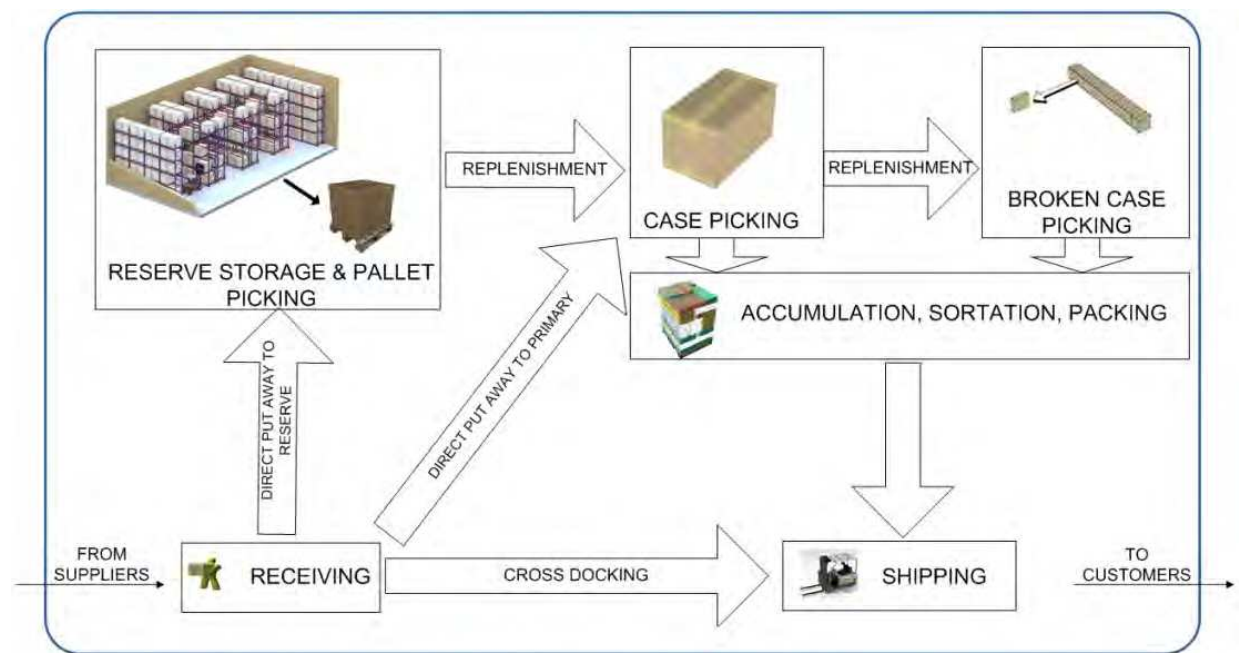 RESERVE STORAGE & PALLET
PICKING
REPLENISHMENT
CASE PICKING
REPLENISHMENT
BROKEN CASE
PICKING
ACCUMULATION, SORTATION, PACKING
DIRECT PUT AWAY TO
RESERVE
DIRECT PUT AWAY TO PRIMARY
FROM
SUPPLIERS
RECEIVING
CROSS DOCKING
SHIPPING
TO
CUSTOMERS